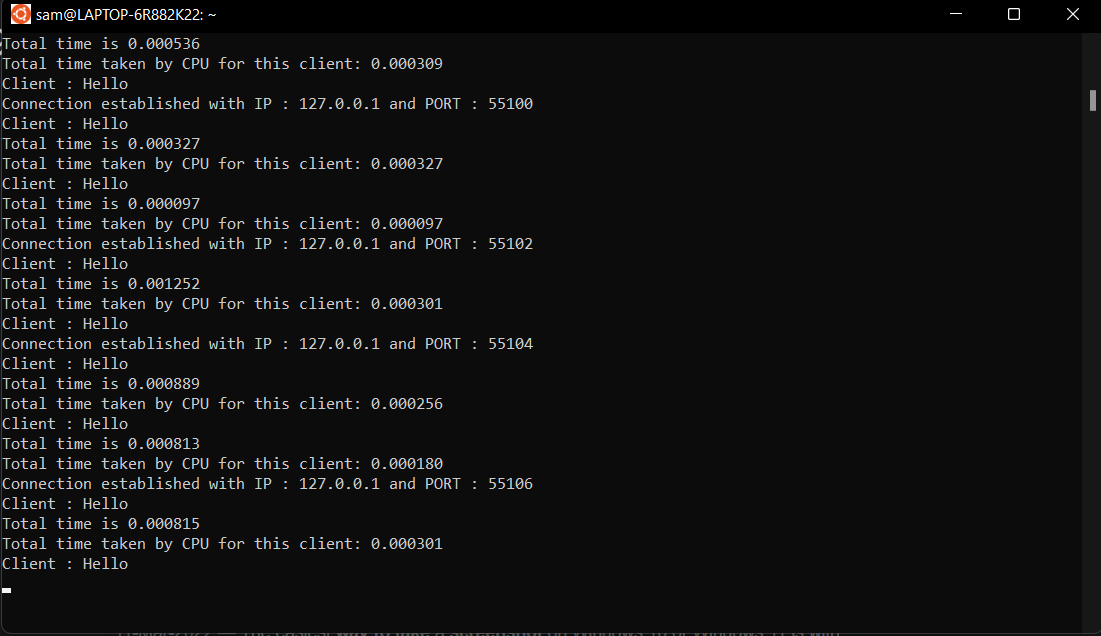 sam@LAPTOP-6R882K22: ~
Total time is 0.000536
Total time taken by CPU for this client: 0.000309
Client : Hello
Connection established with IP : 127.0.0.1 and PORT : 55100
Client : Hello
Total time is 0.000327
Total time taken by CPU for this client: 0.000327
Client : Hello
Total time is 0.000097
Total time taken by CPU for this client: 0.000097
Connection established with IP : 127.0.0.1 and PORT : 55102
Client : Hello
Total time is 0.001252
Total time taken by CPU for this client: 0.000301
Client : Hello
Connection established with IP : 127.0.0.1 and PORT : 55104
Client : Hello
Total time is 0.000889
Total time taken by CPU for this client: 0.000256
Client : Hello
Total time is 0.000813
Total time taken by CPU for this client: 0.000180
Connection established with IP : 127.0.0.1 and PORT : 55106
Client : Hello
Total time is 0.000815
Total time taken by CPU for this client: 0.000301
Client : Hello